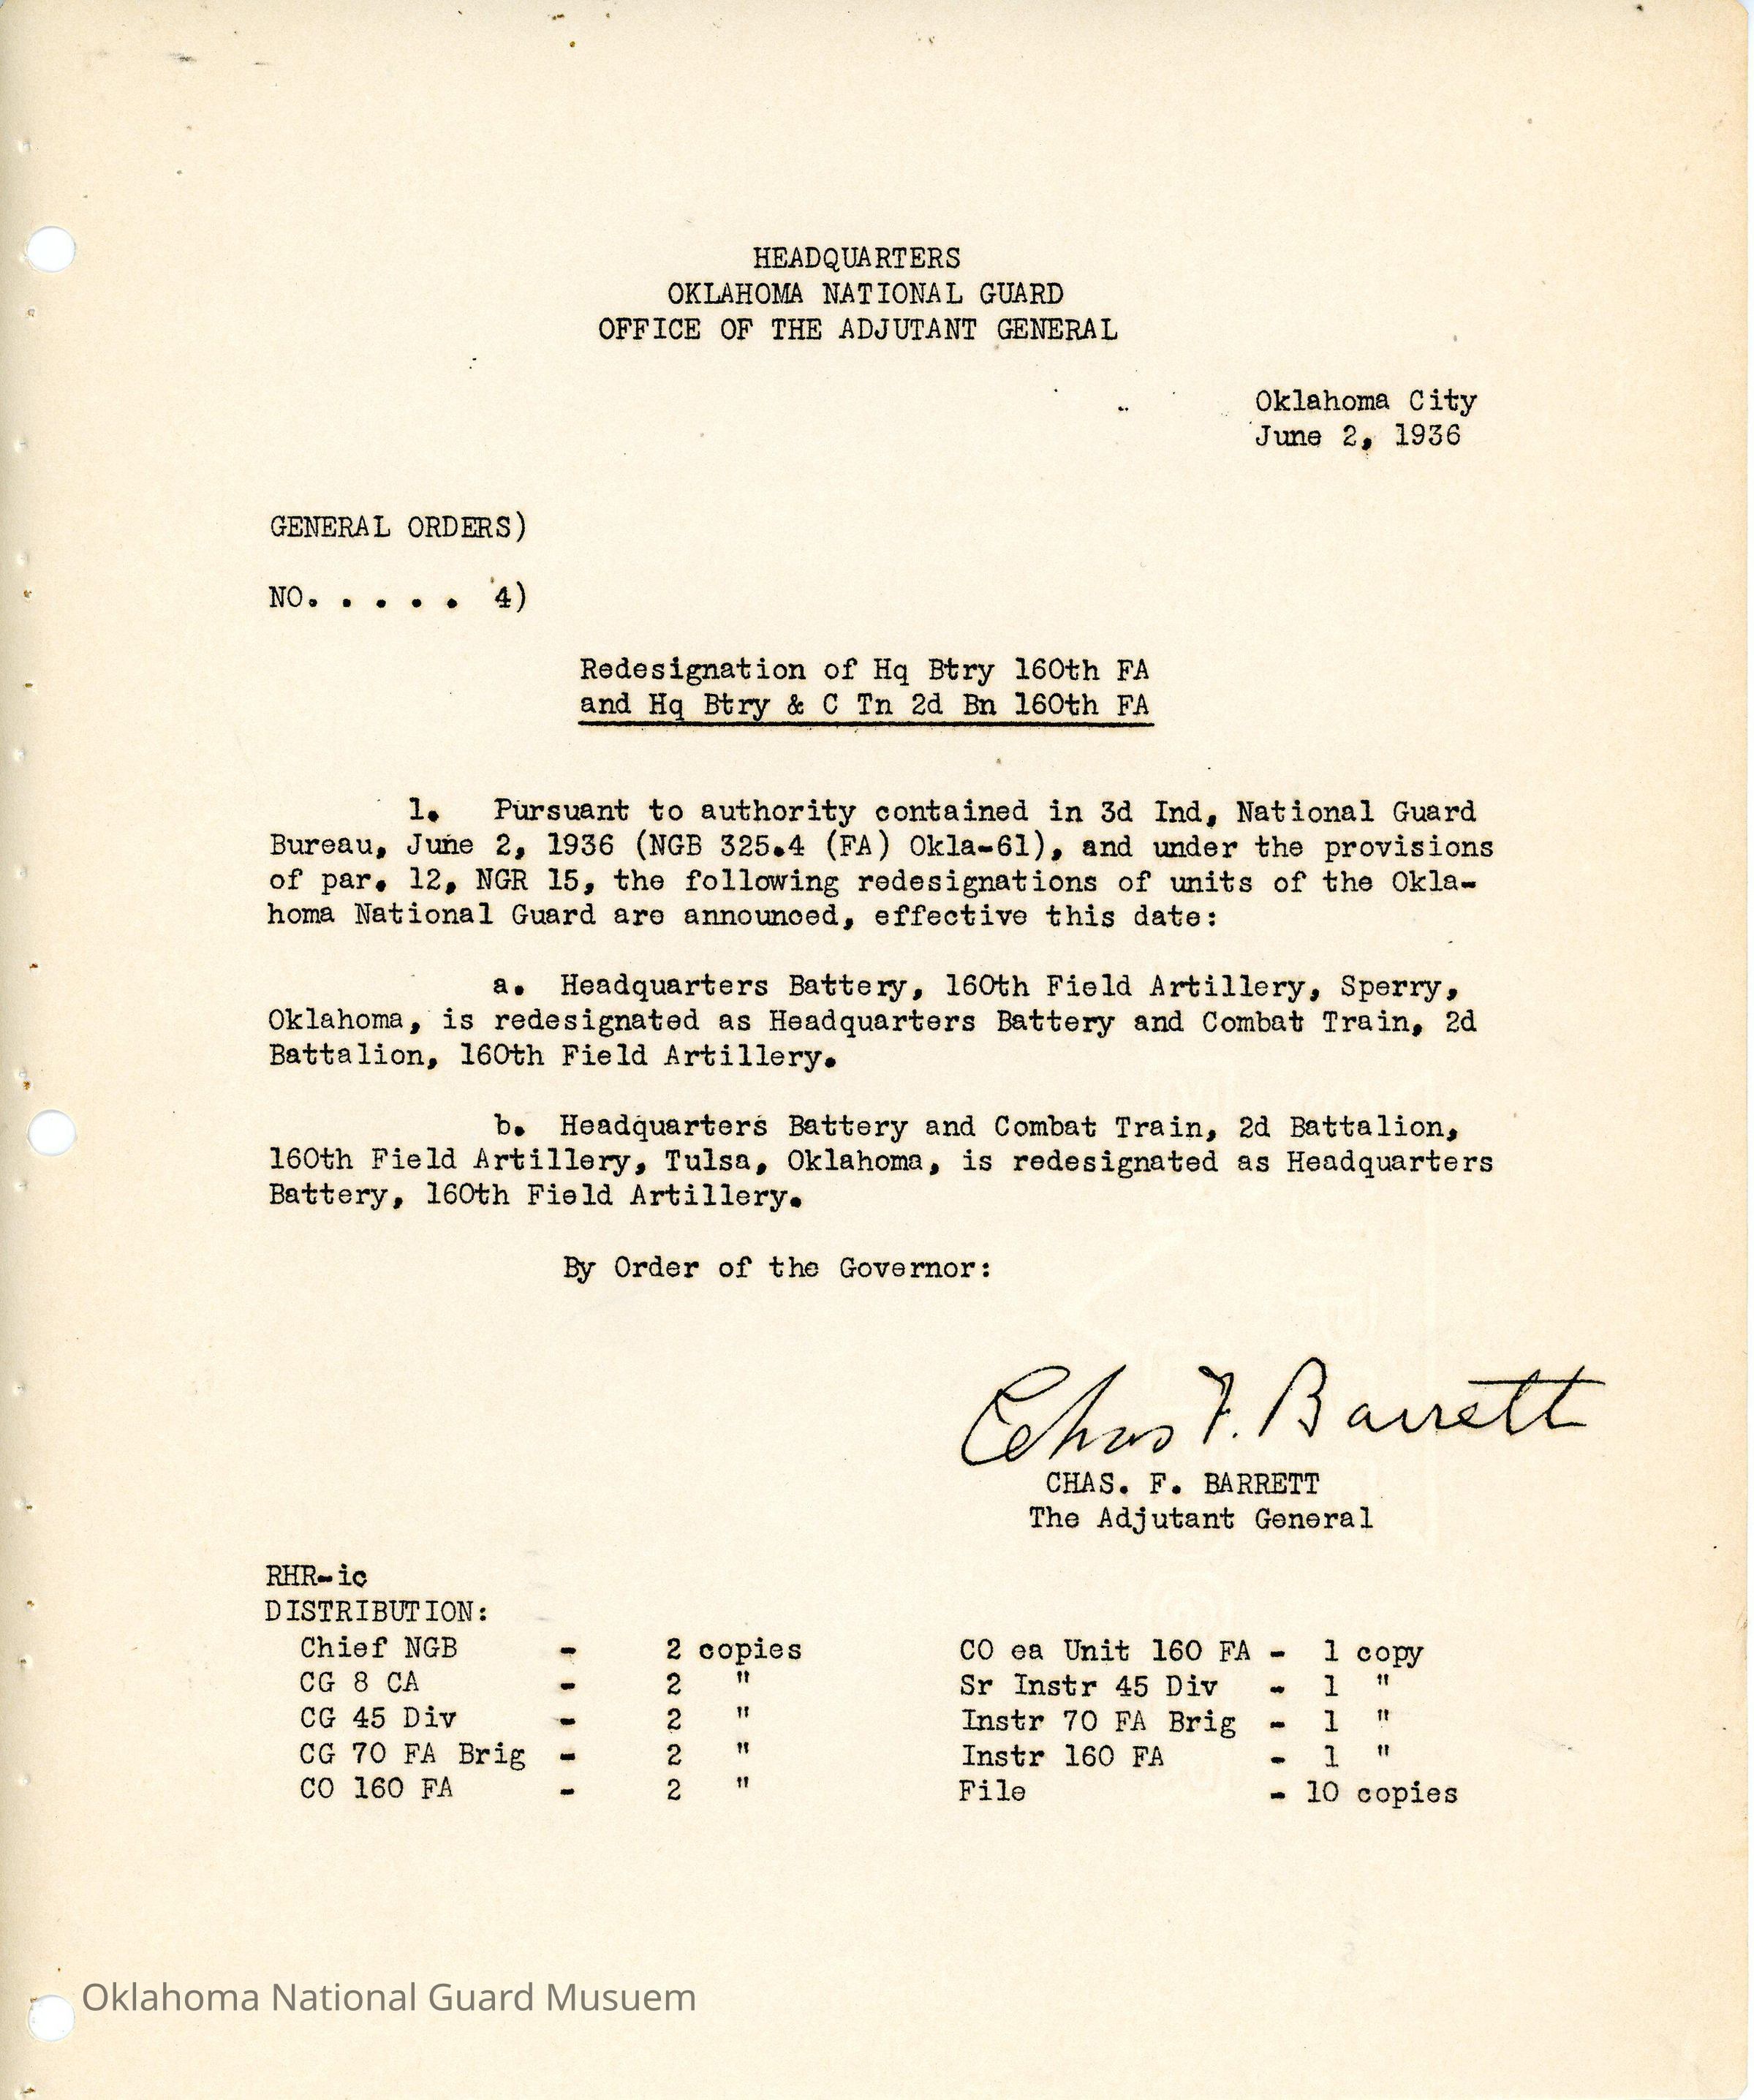 HEADQUARTERS
OKLAHOMA NATIONAL GUARD
OFFICE OF THE ADJUTANT GENERAL
Oklahoma City
June 2, 1936
GENERAL ORDERS)
NO. . . . . 4)
Redesignation of Hq Btry 160th FA
and Hq Btry & C Tn 2d Bn 160th FA
1. Pursuant to authority contained in 3d Ind, National Guard
Bureau, June 2, 1936 (NGB 325.4 (FA) Okla-61), and under the provisions
of par. 12, NGR 15, the following redesignations of units of the Okla-
homa National Guard are announced, effective this date:
a. Headquarters Battery, 160th Field Artillery, Sperry,
Oklahoma, is redesignated as Headquarters Battery and Combat Train, 2d
Battalion, 160th Field Artillery.
b. Headquarters Battery and Combat Train, 2d Battalion,
160th Field Artillery, Tulsa, Oklahoma, is redesignated as Headquarters
Battery, 160th Field Artillery.
By Order of the Governor:
Chas F. Barrett
CHAS. F. BARRETT
The Adjutant General
RHR-ic
DISTRIBUTION:
Chief NGB - 2 copies
CG 8 CA - 2 "
CG 45 Div - 2 "
CG 70 FA Brig - 2 "
CO 160 FA - 2 "
CO ea Unit 160 FA - 1 copy
Sr Instr 45 Div - 1 "
Instr 70 FA Brig - 1 "
Instr 160 FA - 1 "
File - 10 copies
Oklahoma National Guard Musuem